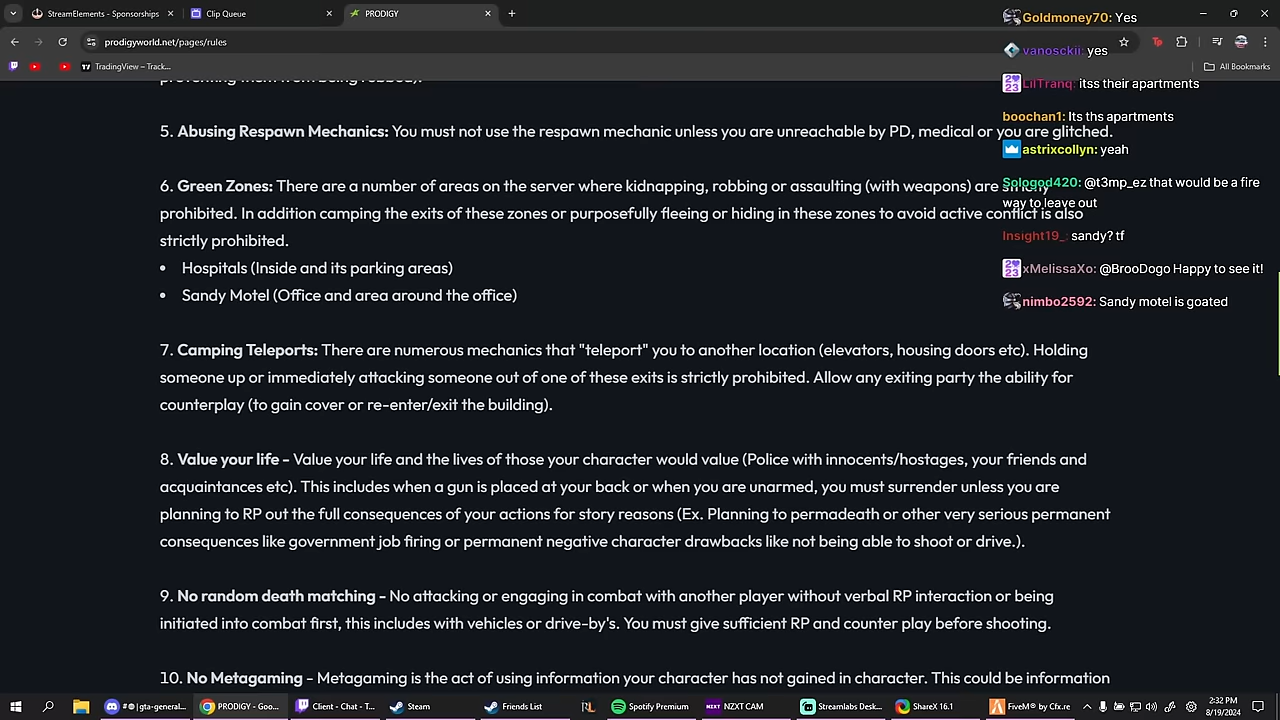 StreamElements - Sponsorships
Clip Queue
PRODIGY
prodigyworld.net/pages/rules
TradingView – Track...
All Bookmarks
preventing them from being robbed).
5. Abusing Respawn Mechanics: You must not use the respawn mechanic unless you are unreachable by PD, medical or you are glitched.
6. Green Zones: There are a number of areas on the server where kidnapping, robbing or assaulting (with weapons) are strictly
prohibited. In addition camping the exits of these zones or purposefully fleeing or hiding in these zones to avoid active conflict is also
strictly prohibited.
• Hospitals (Inside and its parking areas)
• Sandy Motel (Office and area around the office)
7. Camping Teleports: There are numerous mechanics that "teleport" you to another location (elevators, housing doors etc). Holding
someone up or immediately attacking someone out of one of these exits is strictly prohibited. Allow any exiting party the ability for
counterplay (to gain cover or re-enter/exit the building).
8. Value your life - Value your life and the lives of those your character would value (Police with innocents/hostages, your friends and
acquaintances etc). This includes when a gun is placed at your back or when you are unarmed, you must surrender unless you are
planning to RP out the full consequences of your actions for story reasons (Ex. Planning to permadeath or other very serious permanent
consequences like government job firing or permanent negative character drawbacks like not being able to shoot or drive.).
9. No random death matching - No attacking or engaging in combat with another player without verbal RP interaction or being
initiated into combat first, this includes with vehicles or drive-by's. You must give sufficient RP and counter play before shooting.
10. No Metagaming - Metagaming is the act of using information your character has not gained in character. This could be information
Goldmoney70: Yes
vanosckii: yes
LilTranq: itss their apartments
boochan1: Its ths apartments
astrixcollyn: yeah
Sologod420: @t3mp_ez that would be a fire
way to leave out
Insight19_: sandy? tf
xMelissaXo: @BrooDogo Happy to see it!
nimbo2592: Sandy motel is goated
#🔴|gta-general...
PRODIGY - Goo...
Client - Chat - T...
Steam
Friends List
Spotify Premium
NZXT CAM
Streamlabs Desk...
ShareX 16.1
FiveM® by Cfx.re
2:32 PM
8/19/2024